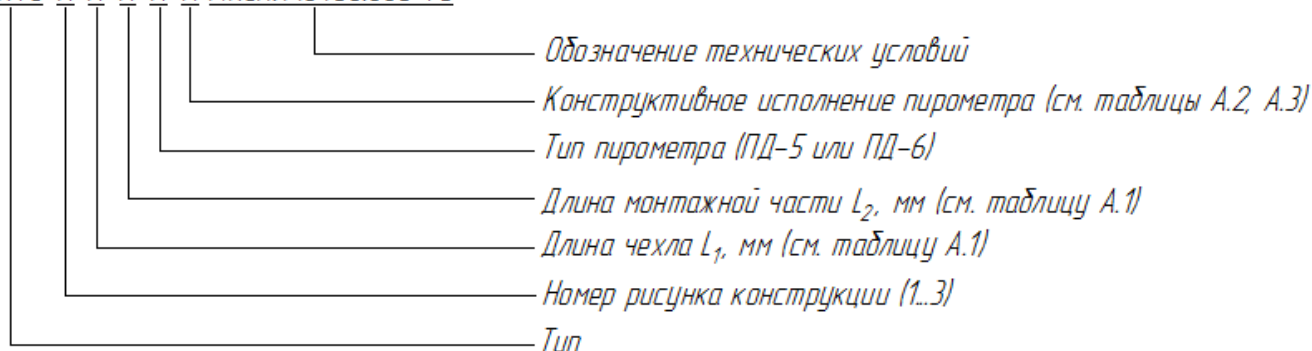 Обозначение технических условий
Конструктивное исполнение пирометра (см. таблицы А.2, А.3)
Тип пирометра (ПД-5 или ПД-6)
Длина монтажной части L₂, мм (см. таблицу А.1)
Длина чехла L₁, мм (см. таблицу А.1)
Номер рисунка конструкции (1...3)
Тип